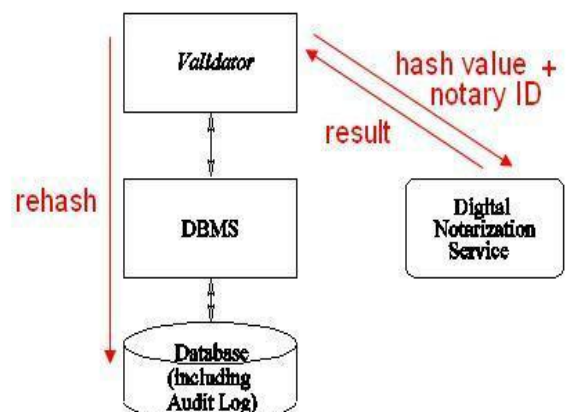 Validator
hash value +
notary ID
result
rehash
DBMS
Digital
Notarization
Service
Database
(including
Audit Log)